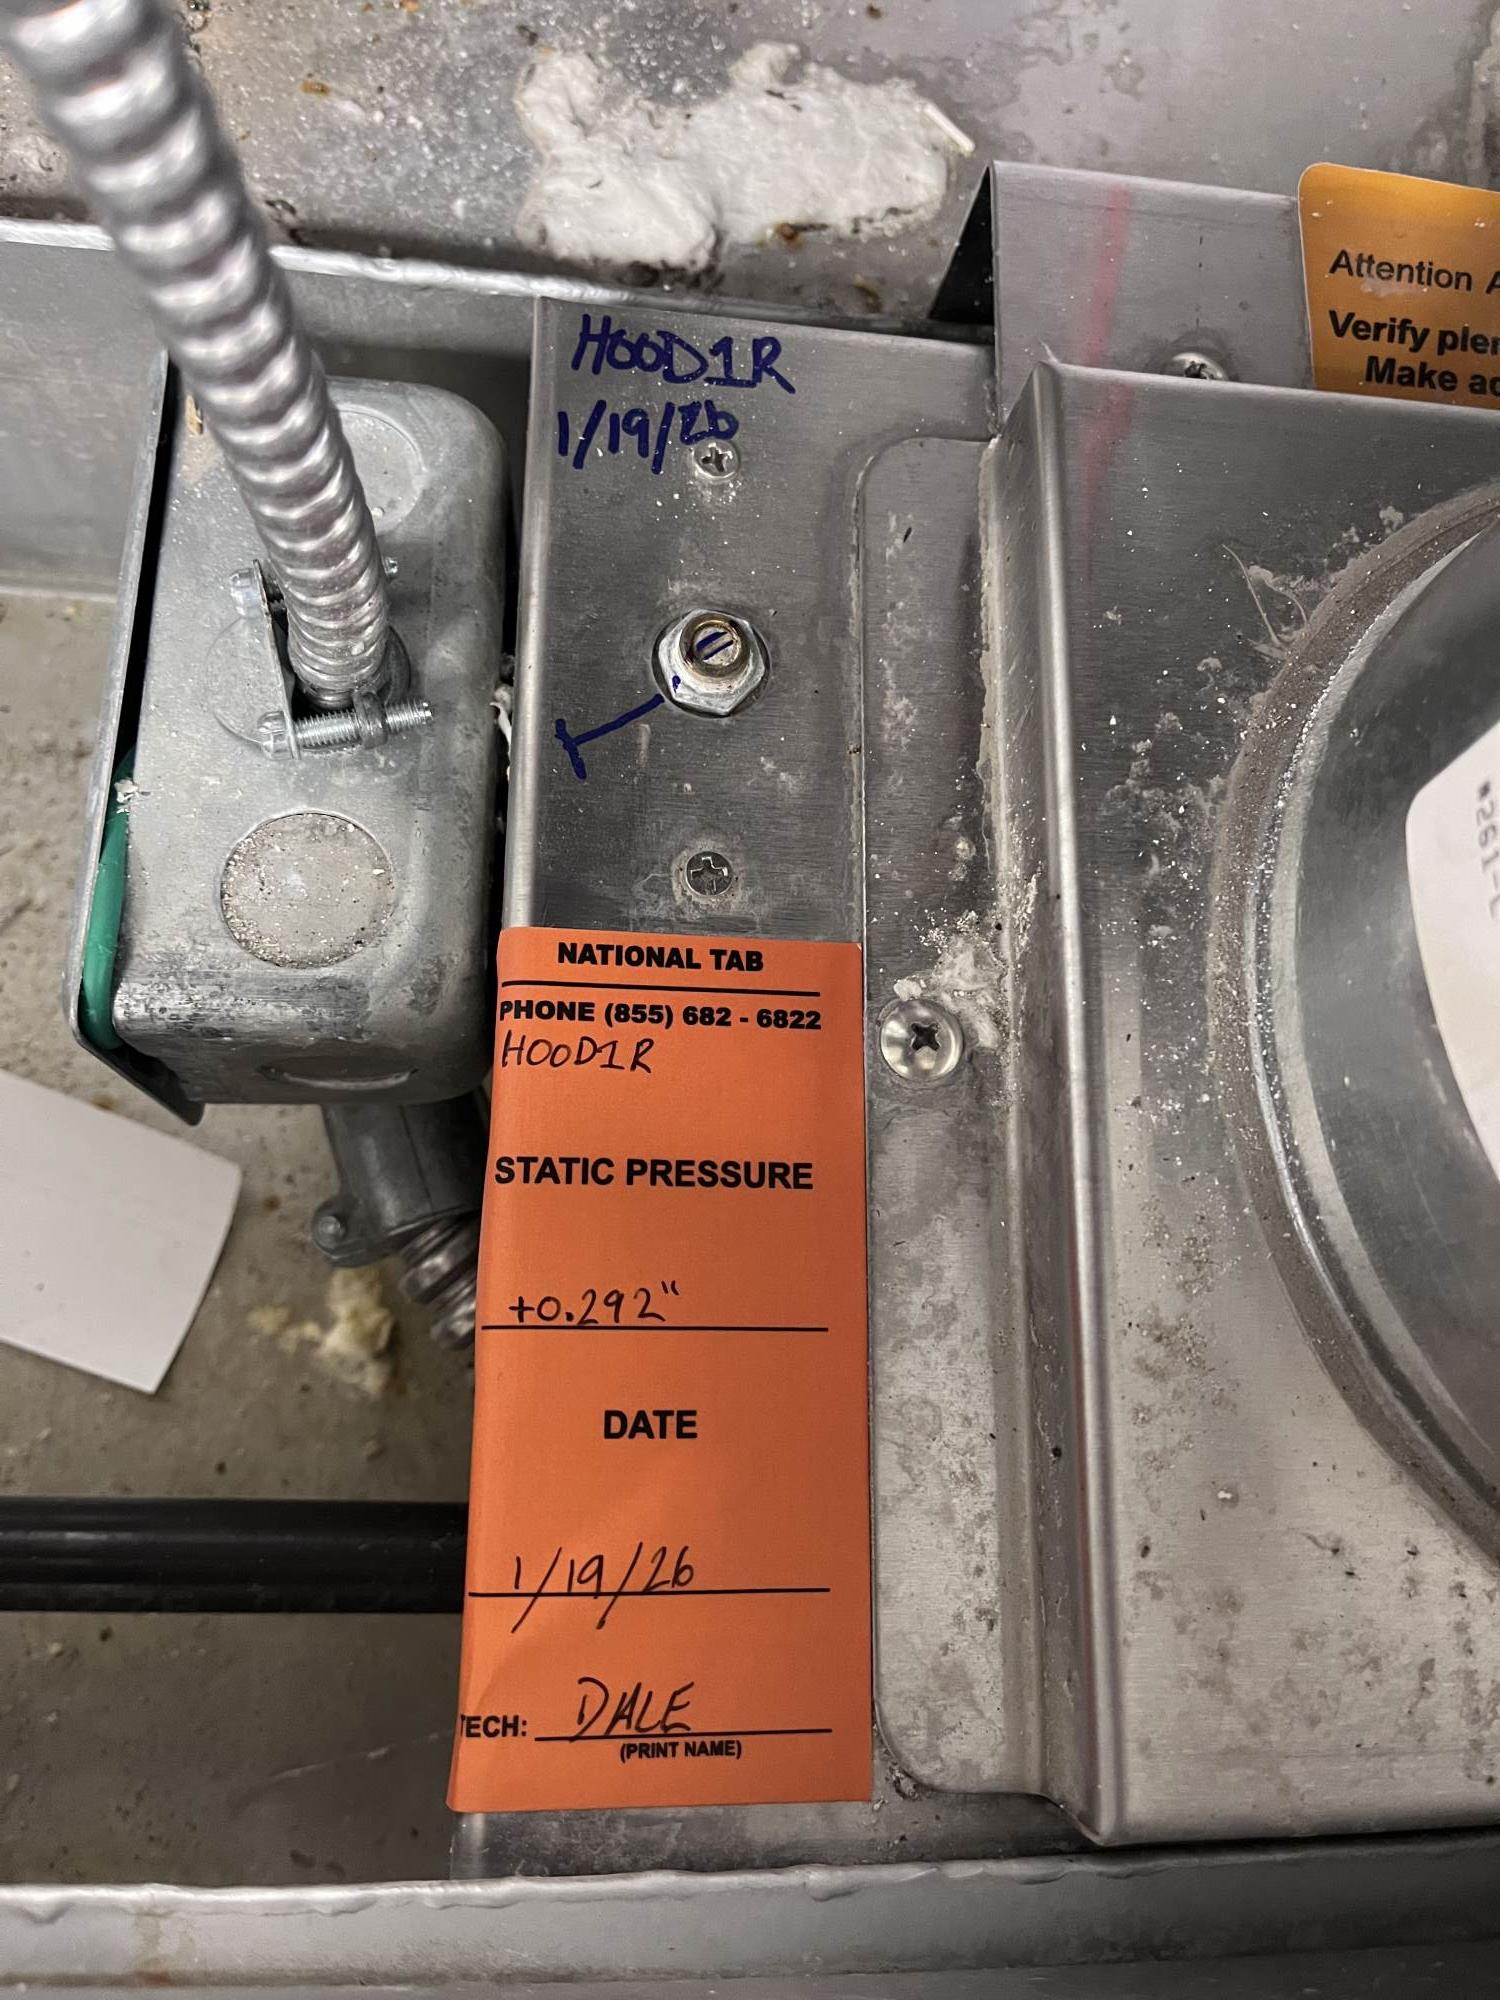 Attention
Verify
Make
HOOD1R
1/19/26
NATIONAL TAB
PHONE (855) 682 - 6822
HOOD1R
STATIC PRESSURE
+0.292"
DATE
1/19/26
TECH: DALE
(PRINT NAME)